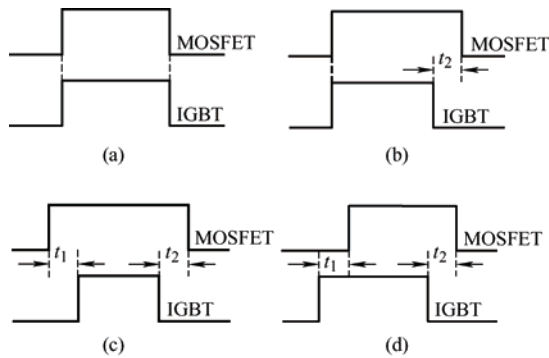 MOSFET
IGBT
(a)
MOSFET
t₂
IGBT
(b)
MOSFET
t₁
t₂
IGBT
(c)
MOSFET
t₁
t₂
IGBT
(d)